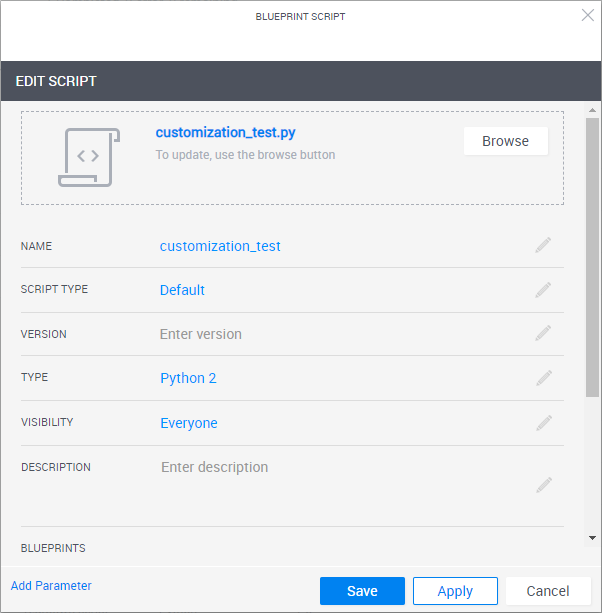 BLUEPRINT SCRIPT
EDIT SCRIPT
customization_test.py
To update, use the browse button
Browse
NAME customization_test
SCRIPT TYPE Default
VERSION Enter version
TYPE Python 2
VISIBILITY Everyone
DESCRIPTION Enter description
BLUEPRINTS
Add Parameter Save Apply Cancel